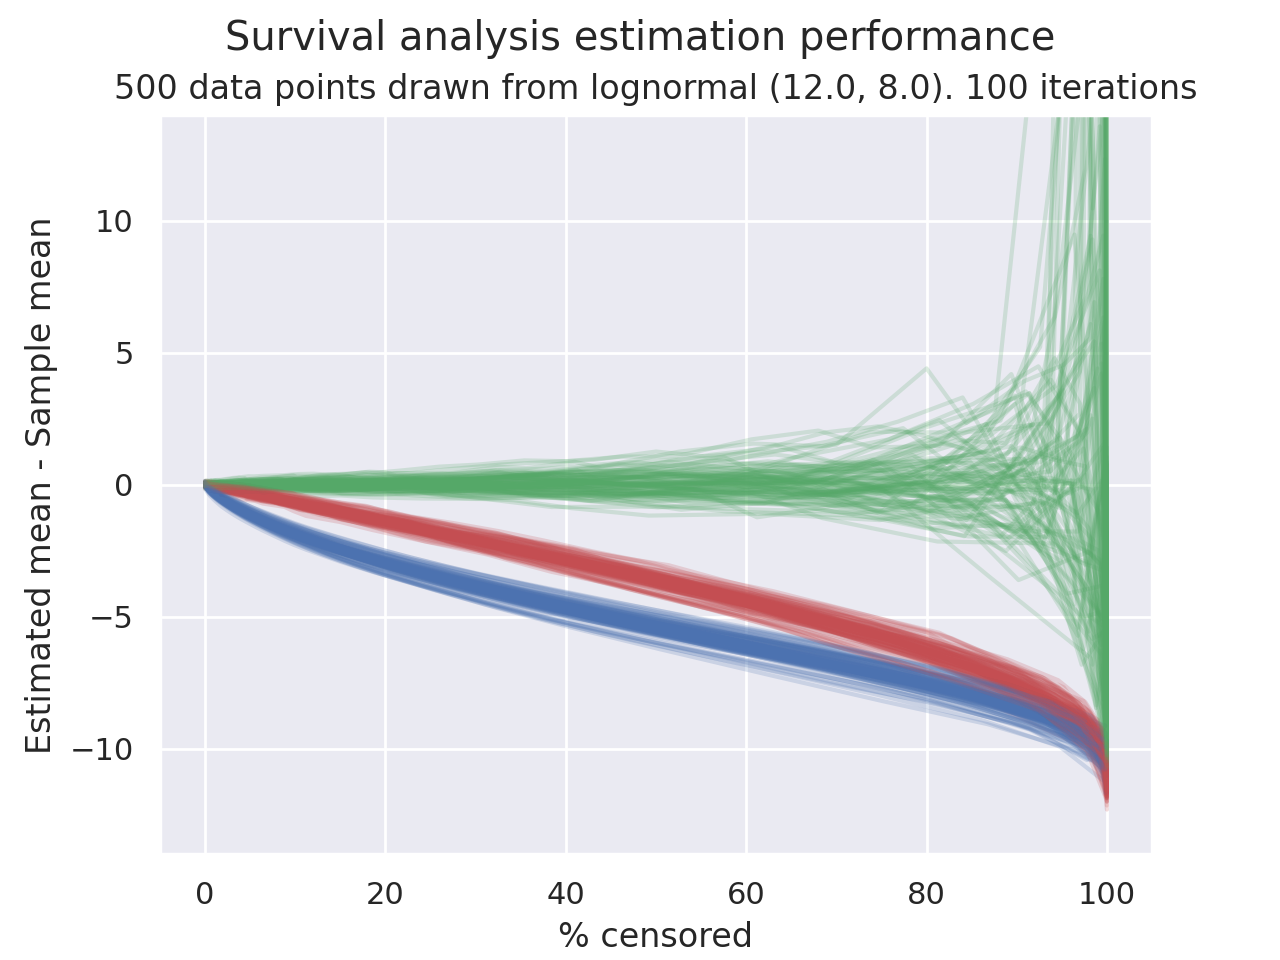 Survival analysis estimation performance
500 data points drawn from lognormal (12.0, 8.0). 100 iterations
Estimated mean - Sample mean
10
5
0
−5
−10
0 20 40 60 80 100
% censored